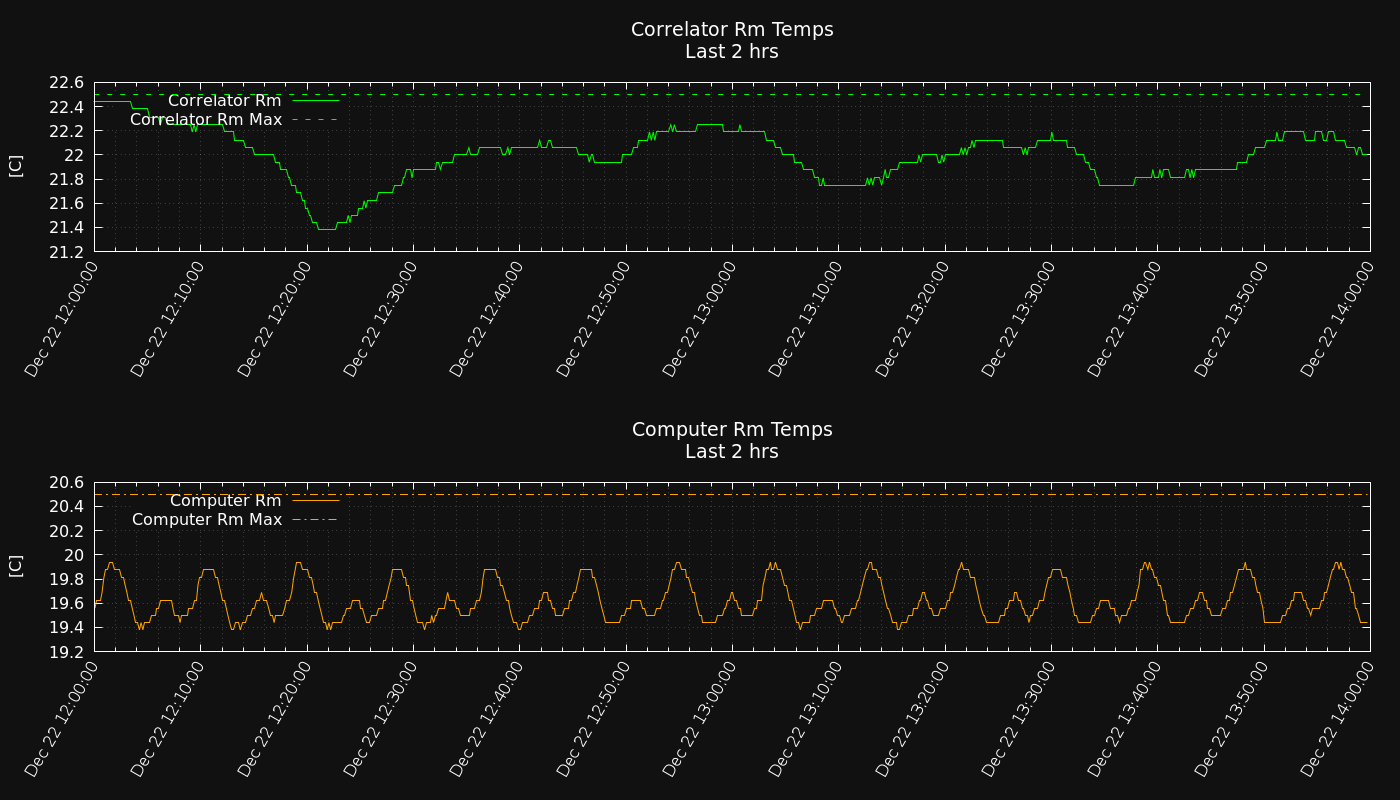 Correlator Rm Temps
Last 2 hrs
22.6
22.4
22.2
22
21.8
21.6
21.4
21.2
[C]
Correlator Rm
Correlator Rm Max
Dec 22 12:00:00
Dec 22 12:10:00
Dec 22 12:20:00
Dec 22 12:30:00
Dec 22 12:40:00
Dec 22 12:50:00
Dec 22 13:00:00
Dec 22 13:10:00
Dec 22 13:20:00
Dec 22 13:30:00
Dec 22 13:40:00
Dec 22 13:50:00
Dec 22 14:00:00
Computer Rm Temps
Last 2 hrs
20.6
20.4
20.2
20
19.8
19.6
19.4
19.2
[C]
Computer Rm
Computer Rm Max
Dec 22 12:00:00
Dec 22 12:10:00
Dec 22 12:20:00
Dec 22 12:30:00
Dec 22 12:40:00
Dec 22 12:50:00
Dec 22 13:00:00
Dec 22 13:10:00
Dec 22 13:20:00
Dec 22 13:30:00
Dec 22 13:40:00
Dec 22 13:50:00
Dec 22 14:00:00